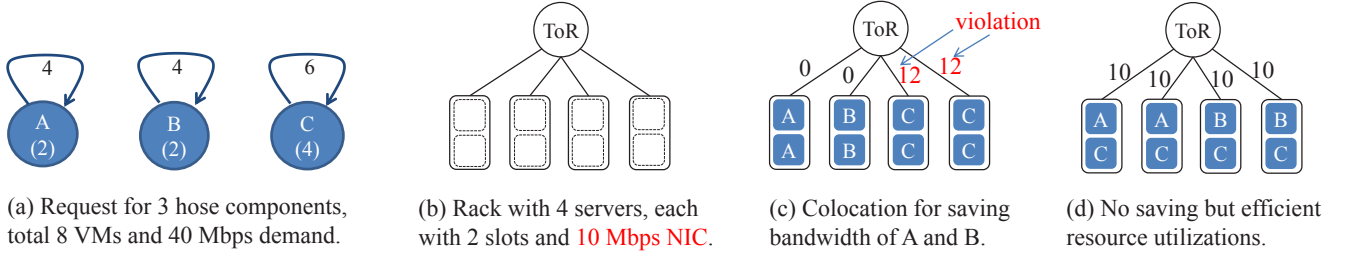 4
A
(2)
4
B
(2)
6
C
(4)
(a) Request for 3 hose components,
total 8 VMs and 40 Mbps demand.
ToR
(b) Rack with 4 servers, each
with 2 slots and 10 Mbps NIC.
ToR
violation
0
0
12
12
A
B
C
C
A
B
C
C
(c) Colocation for saving
bandwidth of A and B.
ToR
10
10
10
10
A
A
B
B
C
C
C
C
(d) No saving but efficient
resource utilizations.